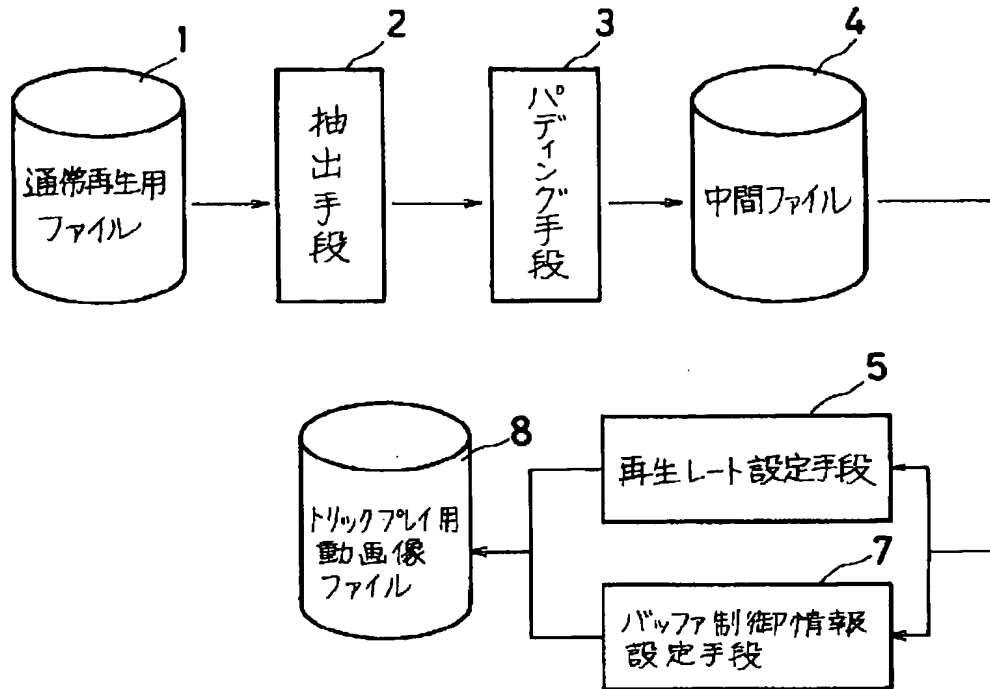 1
通常再生用
ファイル
2
抽出手段
3
パディング手段
4
中間ファイル
5
再生レート設定手段
7
バッファ制御情報
設定手段
8
トリックプレイ用
動画像
ファイル